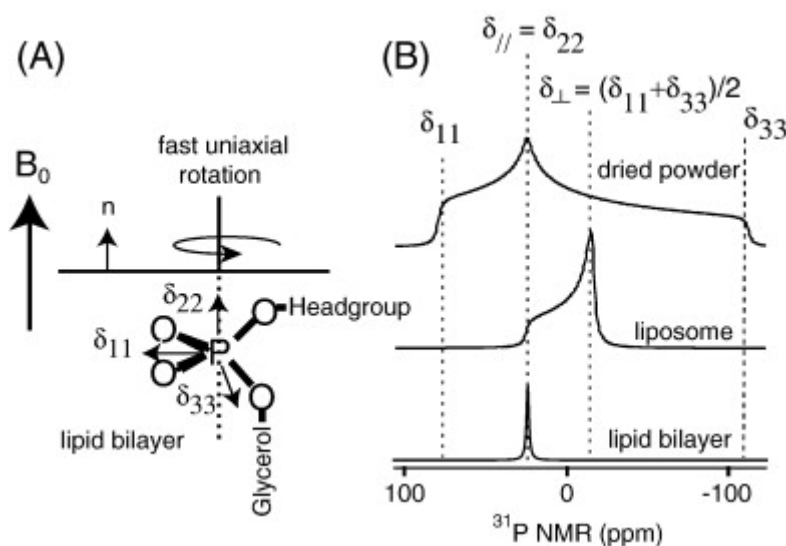 (A)
B0
n
fast uniaxial
rotation
δ22
O
O
Headgroup
δ11
P
O
δ33
O
Glycerol
lipid bilayer
(B)
δ// = δ22
δ⊥ = (δ11+δ33)/2
δ11
δ33
dried powder
liposome
lipid bilayer
100 0 -100
31P NMR (ppm)